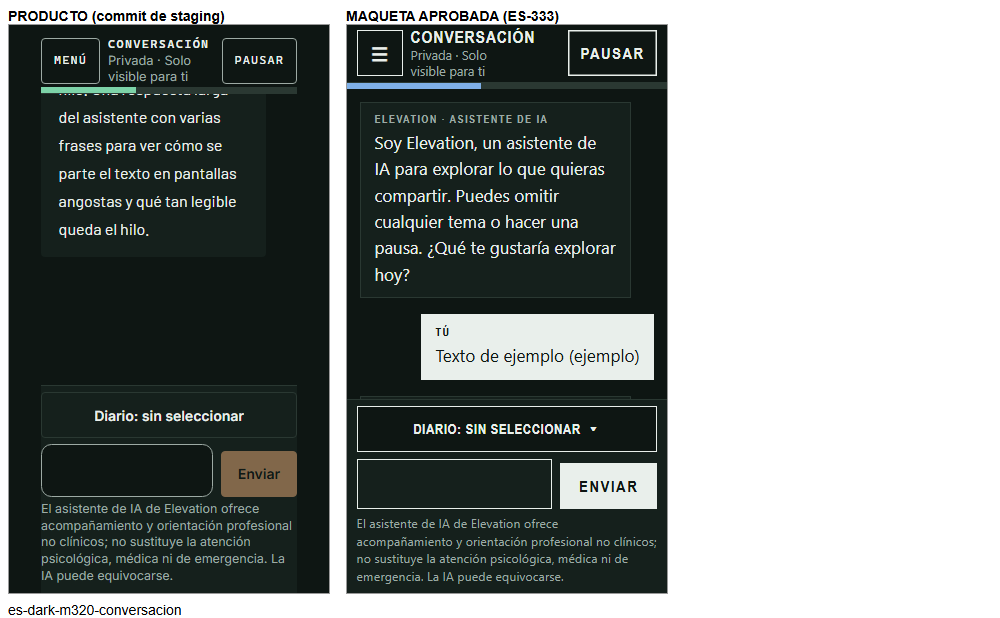 PRODUCTO (commit de staging)
MENÚ
CONVERSACIÓN
Privada · Solo
visible para ti
PAUSAR
hilo. Una respuesta larga
del asistente con varias
frases para ver cómo se
parte el texto en pantallas
angostas y qué tan legible
queda el hilo.
Diario: sin seleccionar
Enviar
El asistente de IA de Elevation ofrece
acompañamiento y orientación profesional
no clínicos; no sustituye la atención
psicológica, médica ni de emergencia. La
IA puede equivocarse.
MAQUETA APROBADA (ES-333)
CONVERSACIÓN
Privada · Solo
visible para ti
PAUSAR
ELEVATION · ASISTENTE DE IA
Soy Elevation, un asistente de
IA para explorar lo que quieras
compartir. Puedes omitir
cualquier tema o hacer una
pausa. ¿Qué te gustaría explorar
hoy?
TÚ
Texto de ejemplo (ejemplo)
DIARIO: SIN SELECCIONAR
ENVIAR
El asistente de IA de Elevation ofrece
acompañamiento y orientación profesional no clínicos;
no sustituye la atención psicológica, médica ni de
emergencia. La IA puede equivocarse.
es-dark-m320-conversacion